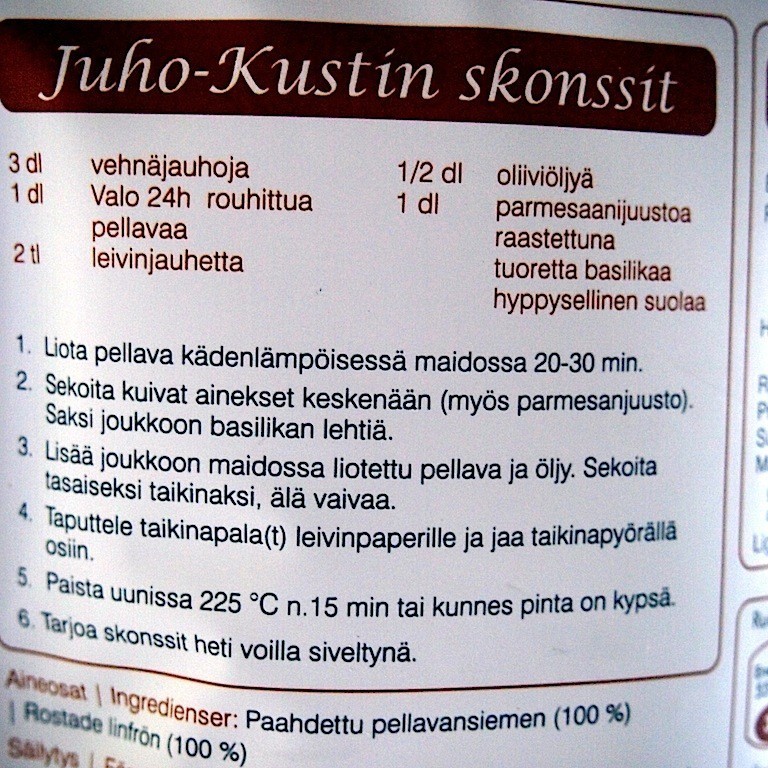 Juho-Kustin skonssit
3 dl vehnäjauhoja
1 dl Valo 24h rouhittua
pellavaa
2 tl leivinjauhetta
1/2 dl oliiviöljyä
1 dl parmesaanijuustoa
raastettuna
tuoretta basilikaa
hyppysellinen suolaa
1. Liota pellava kädenlämpöisessä maidossa 20-30 min.
2. Sekoita kuivat ainekset keskenään (myös parmesanjuusto).
Saksi joukkoon basilikan lehtiä.
3. Lisää joukkoon maidossa liotettu pellava ja öljy. Sekoita
tasaiseksi taikinaksi, älä vaivaa.
4. Taputtele taikinapala(t) leivinpaperille ja jaa taikinapyörällä
osiin.
5. Paista uunissa 225 °C n.15 min tai kunnes pinta on kypsä.
6. Tarjoa skonssit heti voilla siveltynä.
Aineosat | Ingredienser: Paahdettu pellavansiemen (100 %)
| Rostade linfrön (100 %)
Säilytys |